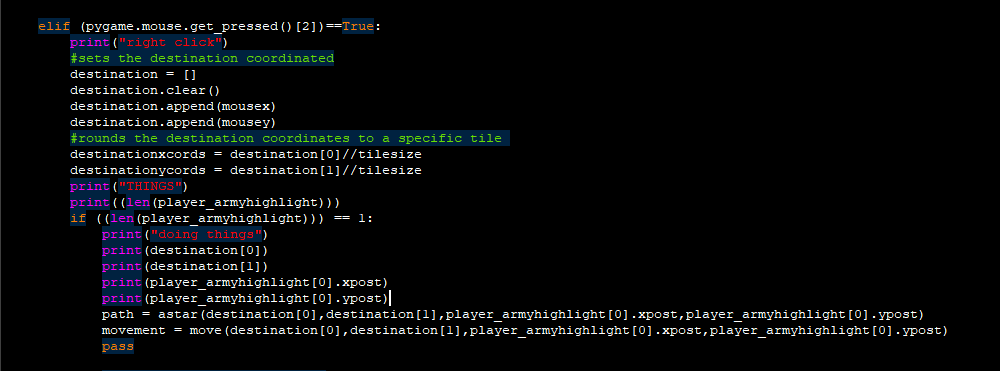 elif (pygame.mouse.get_pressed()[2])==True:
print("right click")
#sets the destination coordinated
destination = []
destination.clear()
destination.append(mousex)
destination.append(mousey)
#rounds the destination coordinates to a specific tile
destinationxcords = destination[0]//tilesize
destinationycords = destination[1]//tilesize
print("THINGS")
print((len(player_armyhighlight)))
if ((len(player_armyhighlight))) == 1:
print("doing things")
print(destination[0])
print(destination[1])
print(player_armyhighlight[0].xpost)
print(player_armyhighlight[0].ypost)
path = astar(destination[0],destination[1],player_armyhighlight[0].xpost,player_armyhighlight[0].ypost)
movement = move(destination[0],destination[1],player_armyhighlight[0].xpost,player_armyhighlight[0].ypost)
pass